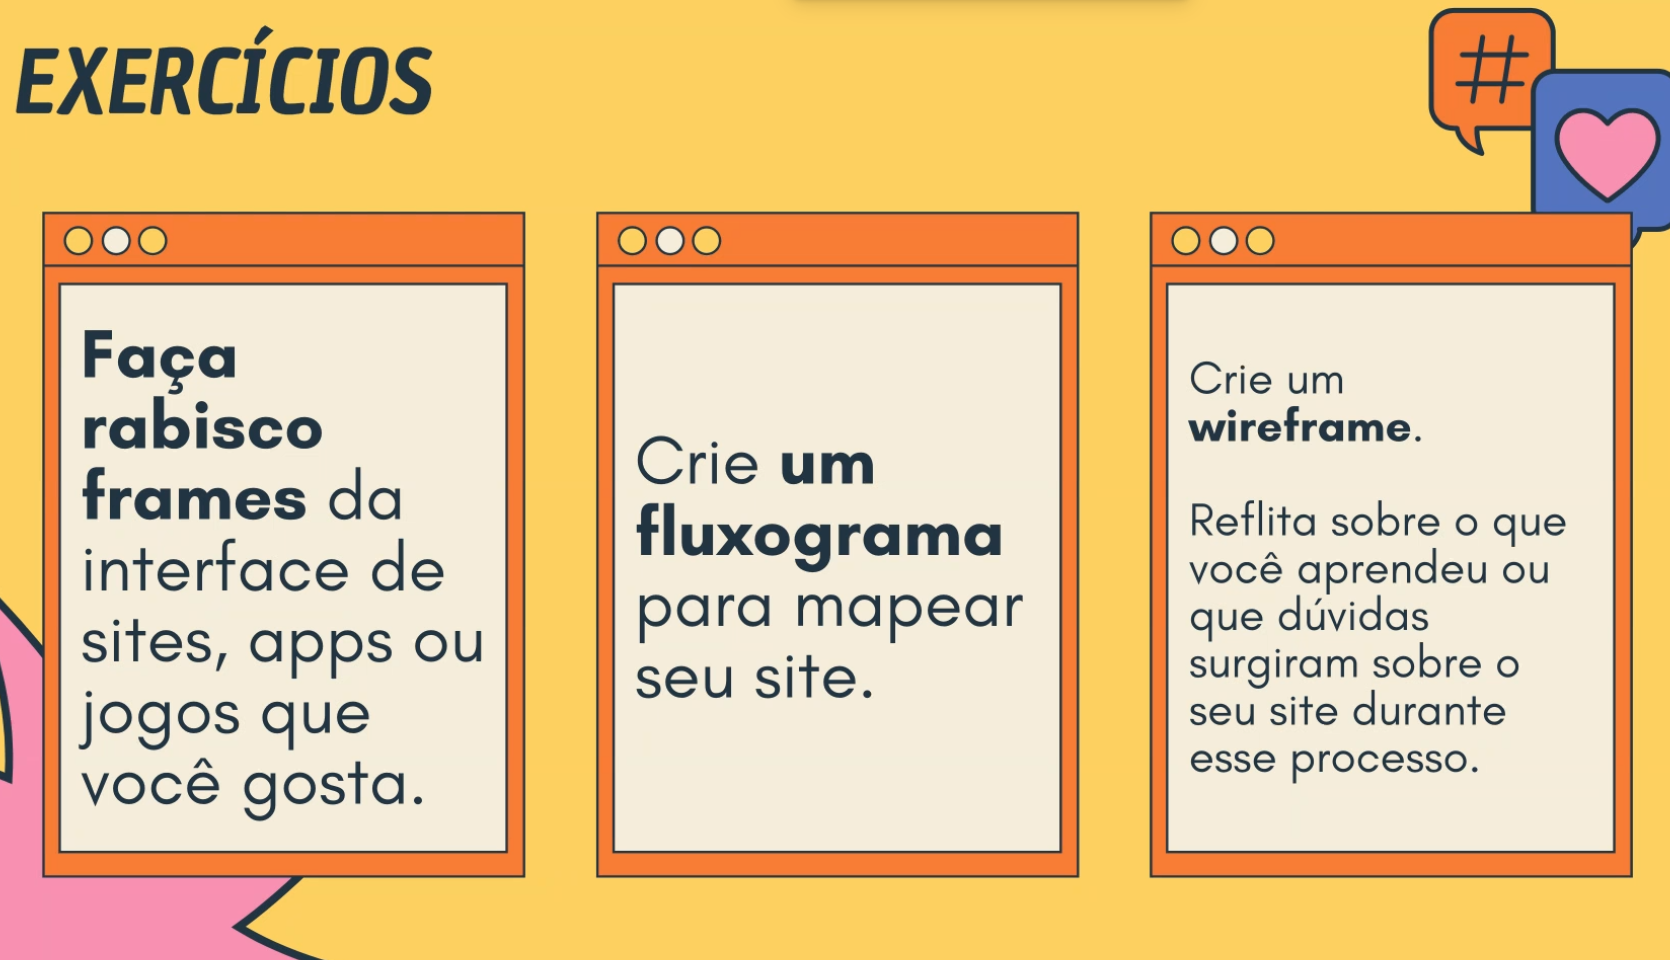 EXERCÍCIOS
#
Faça
rabisco
frames da
interface de
sites, apps ou
jogos que
você gosta.
Crie um
fluxograma
para mapear
seu site.
Crie um
wireframe.
Reflita sobre o que
você aprendeu ou
que dúvidas
surgiram sobre o
seu site durante
esse processo.